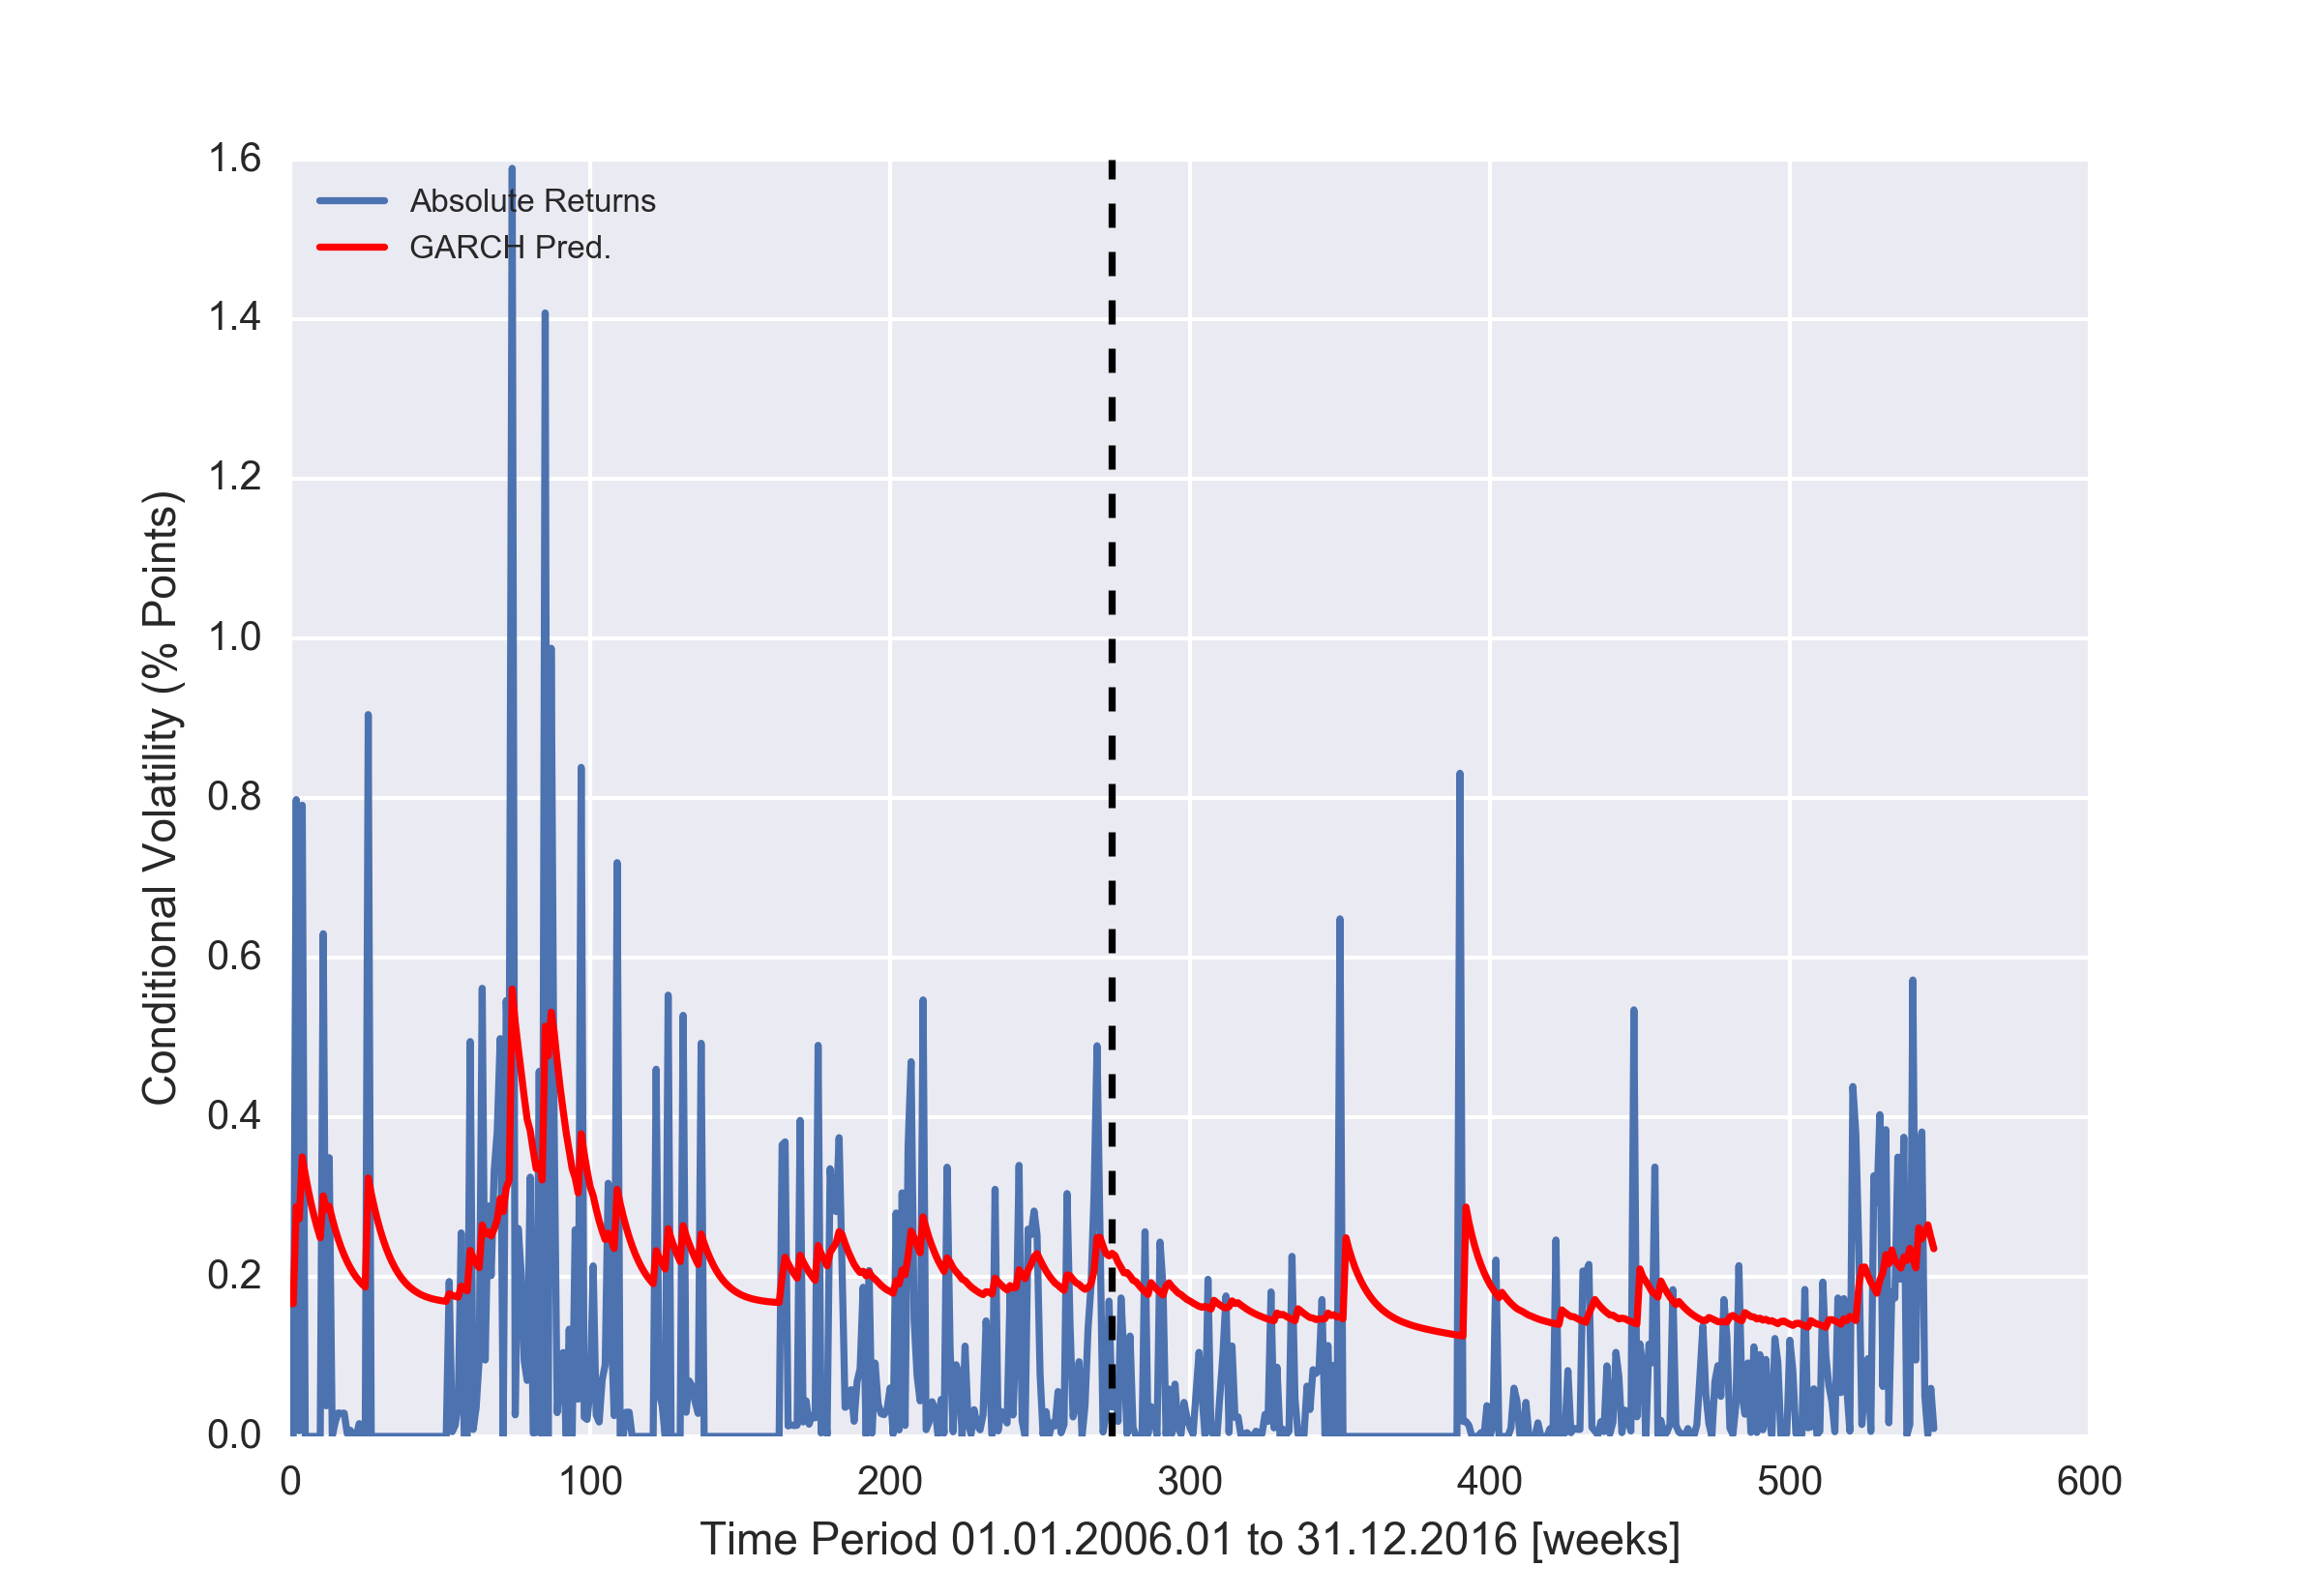 1.6
Absolute Returns
GARCH Pred.
1.4
1.2
1.0
0.8
0.6
0.4
0.2
0.0
Conditional Volatility (% Points)
0 100 200 300 400 500 600
Time Period 01.01.2006.01 to 31.12.2016 [weeks]